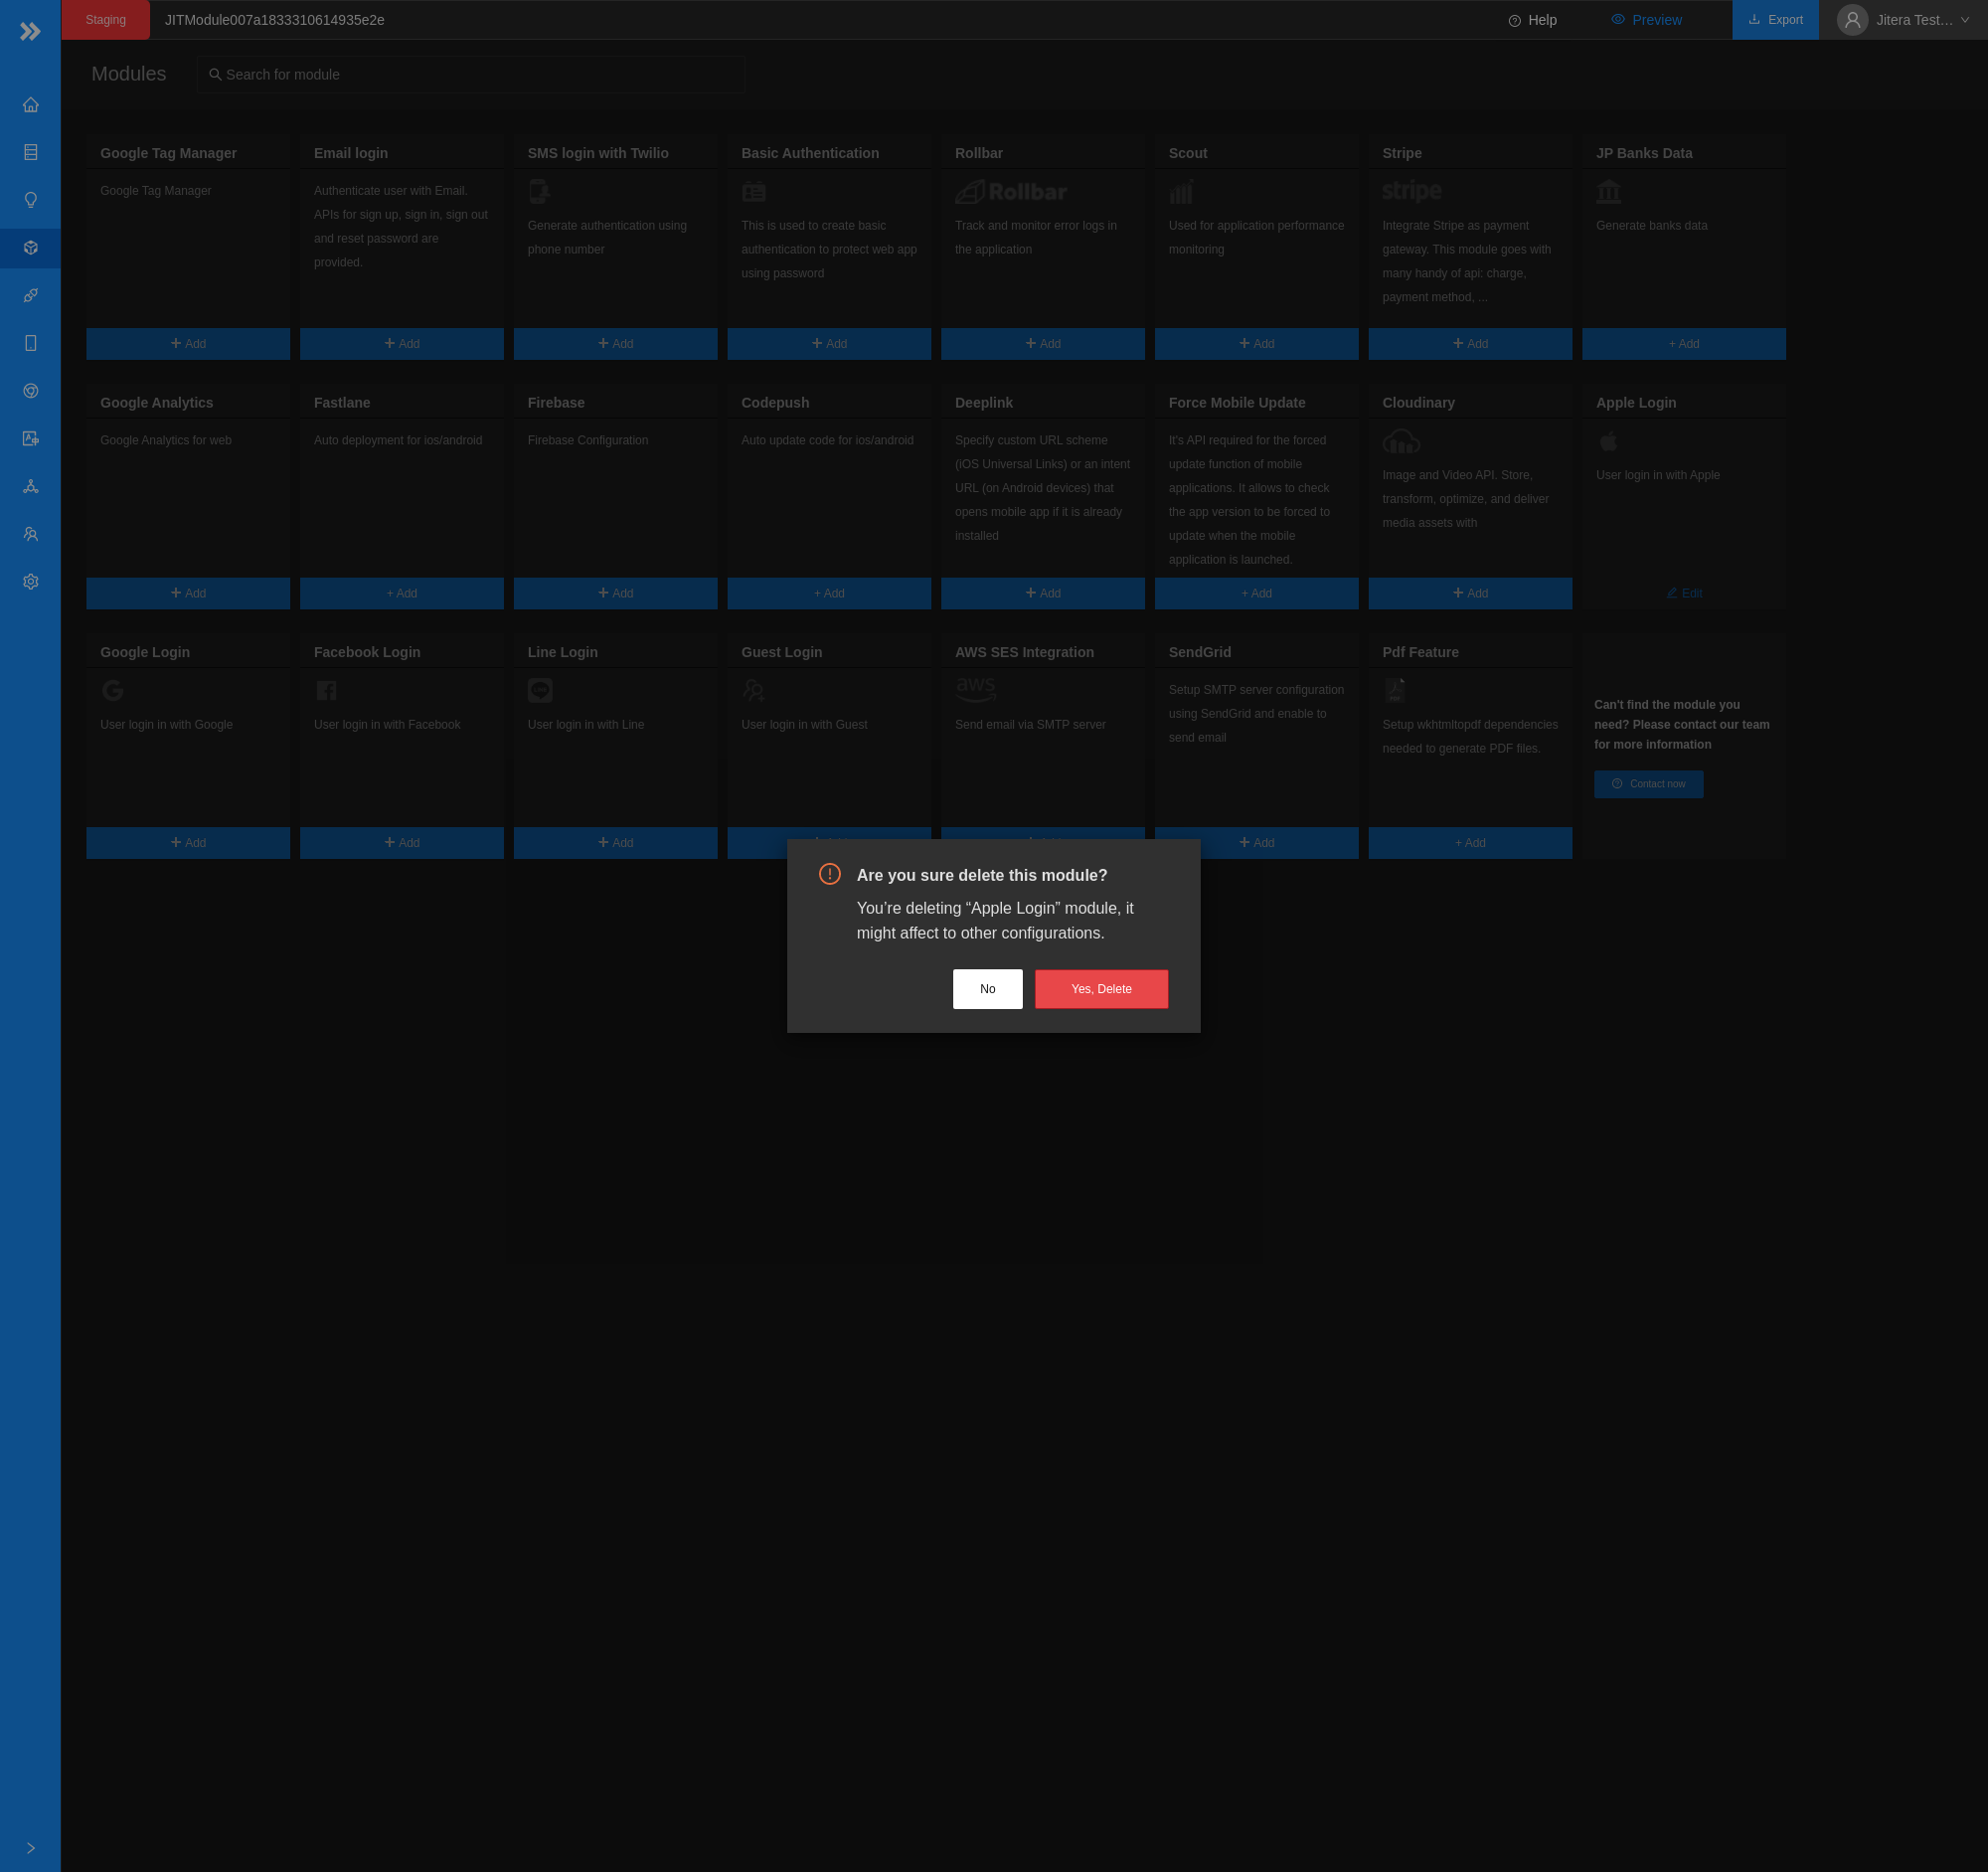 Staging
JITModule007a1833310614935e2e
Help
Preview
Export
Jitera Test…
Modules
Search for module
Google Tag Manager
Google Tag Manager
Add
Email login
Authenticate user with Email.
APIs for sign up, sign in, sign out
and reset password are
provided.
Add
SMS login with Twilio
Generate authentication using
phone number
Add
Basic Authentication
This is used to create basic
authentication to protect web app
using password
Add
Rollbar
Rollbar
Track and monitor error logs in
the application
Add
Scout
Used for application performance
monitoring
Add
Stripe
stripe
Integrate Stripe as payment
gateway. This module goes with
many handy of api: charge,
payment method, ...
Add
JP Banks Data
Generate banks data
+ Add
Google Analytics
Google Analytics for web
Add
Fastlane
Auto deployment for ios/android
+ Add
Firebase
Firebase Configuration
Add
Codepush
Auto update code for ios/android
+ Add
Deeplink
Specify custom URL scheme
(iOS Universal Links) or an intent
URL (on Android devices) that
opens mobile app if it is already
installed
Add
Force Mobile Update
It's API required for the forced
update function of mobile
applications. It allows to check
the app version to be forced to
update when the mobile
application is launched.
+ Add
Cloudinary
Image and Video API. Store,
transform, optimize, and deliver
media assets with
Add
Apple Login
User login in with Apple
Edit
Google Login
User login in with Google
Add
Facebook Login
User login in with Facebook
Add
Line Login
User login in with Line
Add
Guest Login
User login in with Guest
AWS SES Integration
aws
Send email via SMTP server
SendGrid
Setup SMTP server configuration
using SendGrid and enable to
send email
Add
Pdf Feature
Setup wkhtmltopdf dependencies
needed to generate PDF files.
+ Add
Can't find the module you
need? Please contact our team
for more information
Contact now
Are you sure delete this module?
You’re deleting “Apple Login” module, it
might affect to other configurations.
No
Yes, Delete